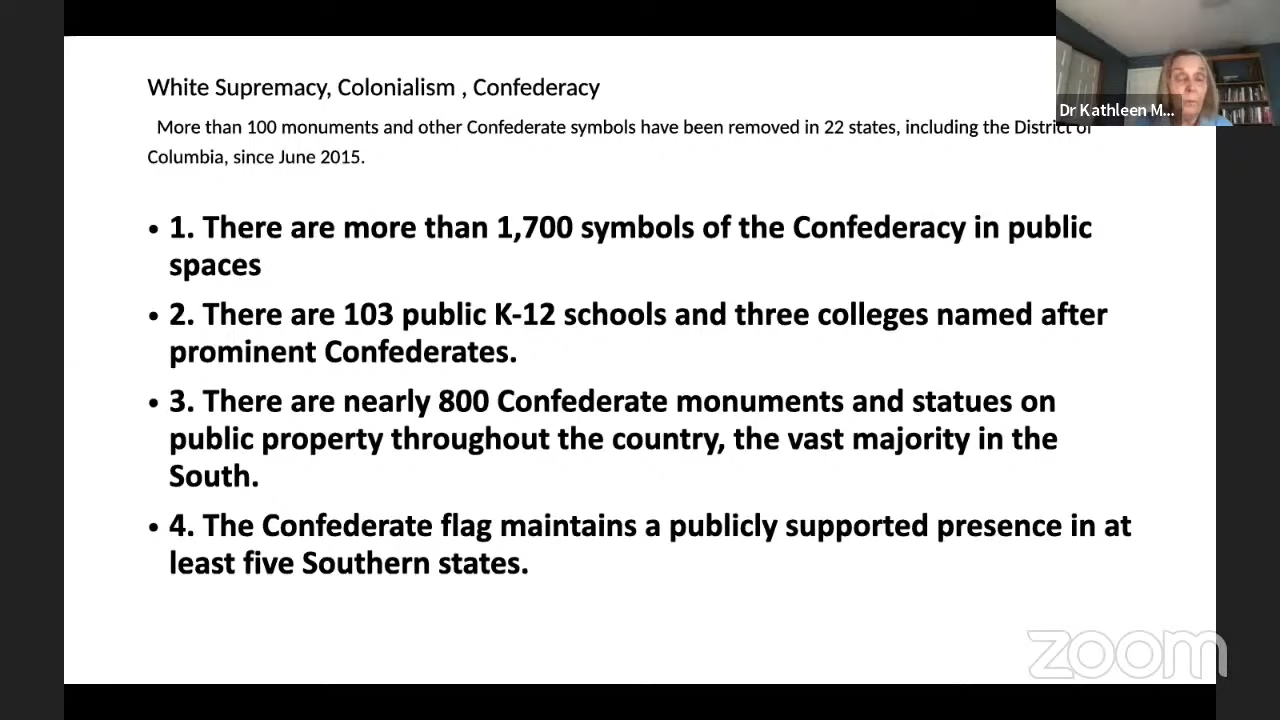 White Supremacy, Colonialism , Confederacy
More than 100 monuments and other Confederate symbols have been removed in 22 states, including the District of
Columbia, since June 2015.
Dr Kathleen M...
• 1. There are more than 1,700 symbols of the Confederacy in public
spaces
• 2. There are 103 public K-12 schools and three colleges named after
prominent Confederates.
• 3. There are nearly 800 Confederate monuments and statues on
public property throughout the country, the vast majority in the
South.
• 4. The Confederate flag maintains a publicly supported presence in at
least five Southern states.
zoom